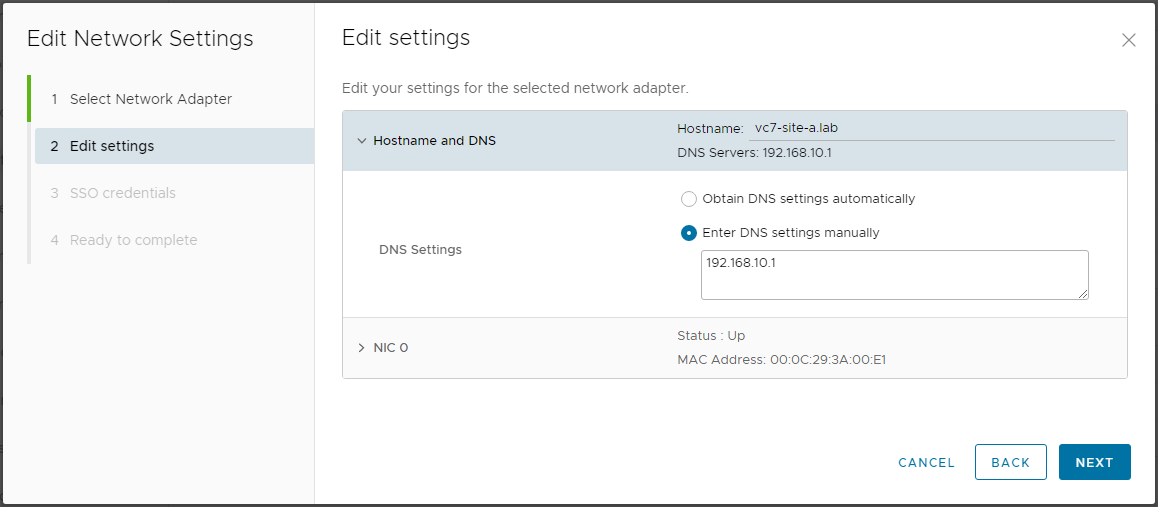 Edit Network Settings
1 Select Network Adapter
2 Edit settings
3 SSO credentials
4 Ready to complete
Edit settings
Edit your settings for the selected network adapter.
Hostname and DNS
Hostname: vc7-site-a.lab
DNS Servers: 192.168.10.1
DNS Settings
Obtain DNS settings automatically
Enter DNS settings manually
192.168.10.1
NIC 0
Status : Up
MAC Address: 00:0C:29:3A:00:E1
CANCEL
BACK
NEXT